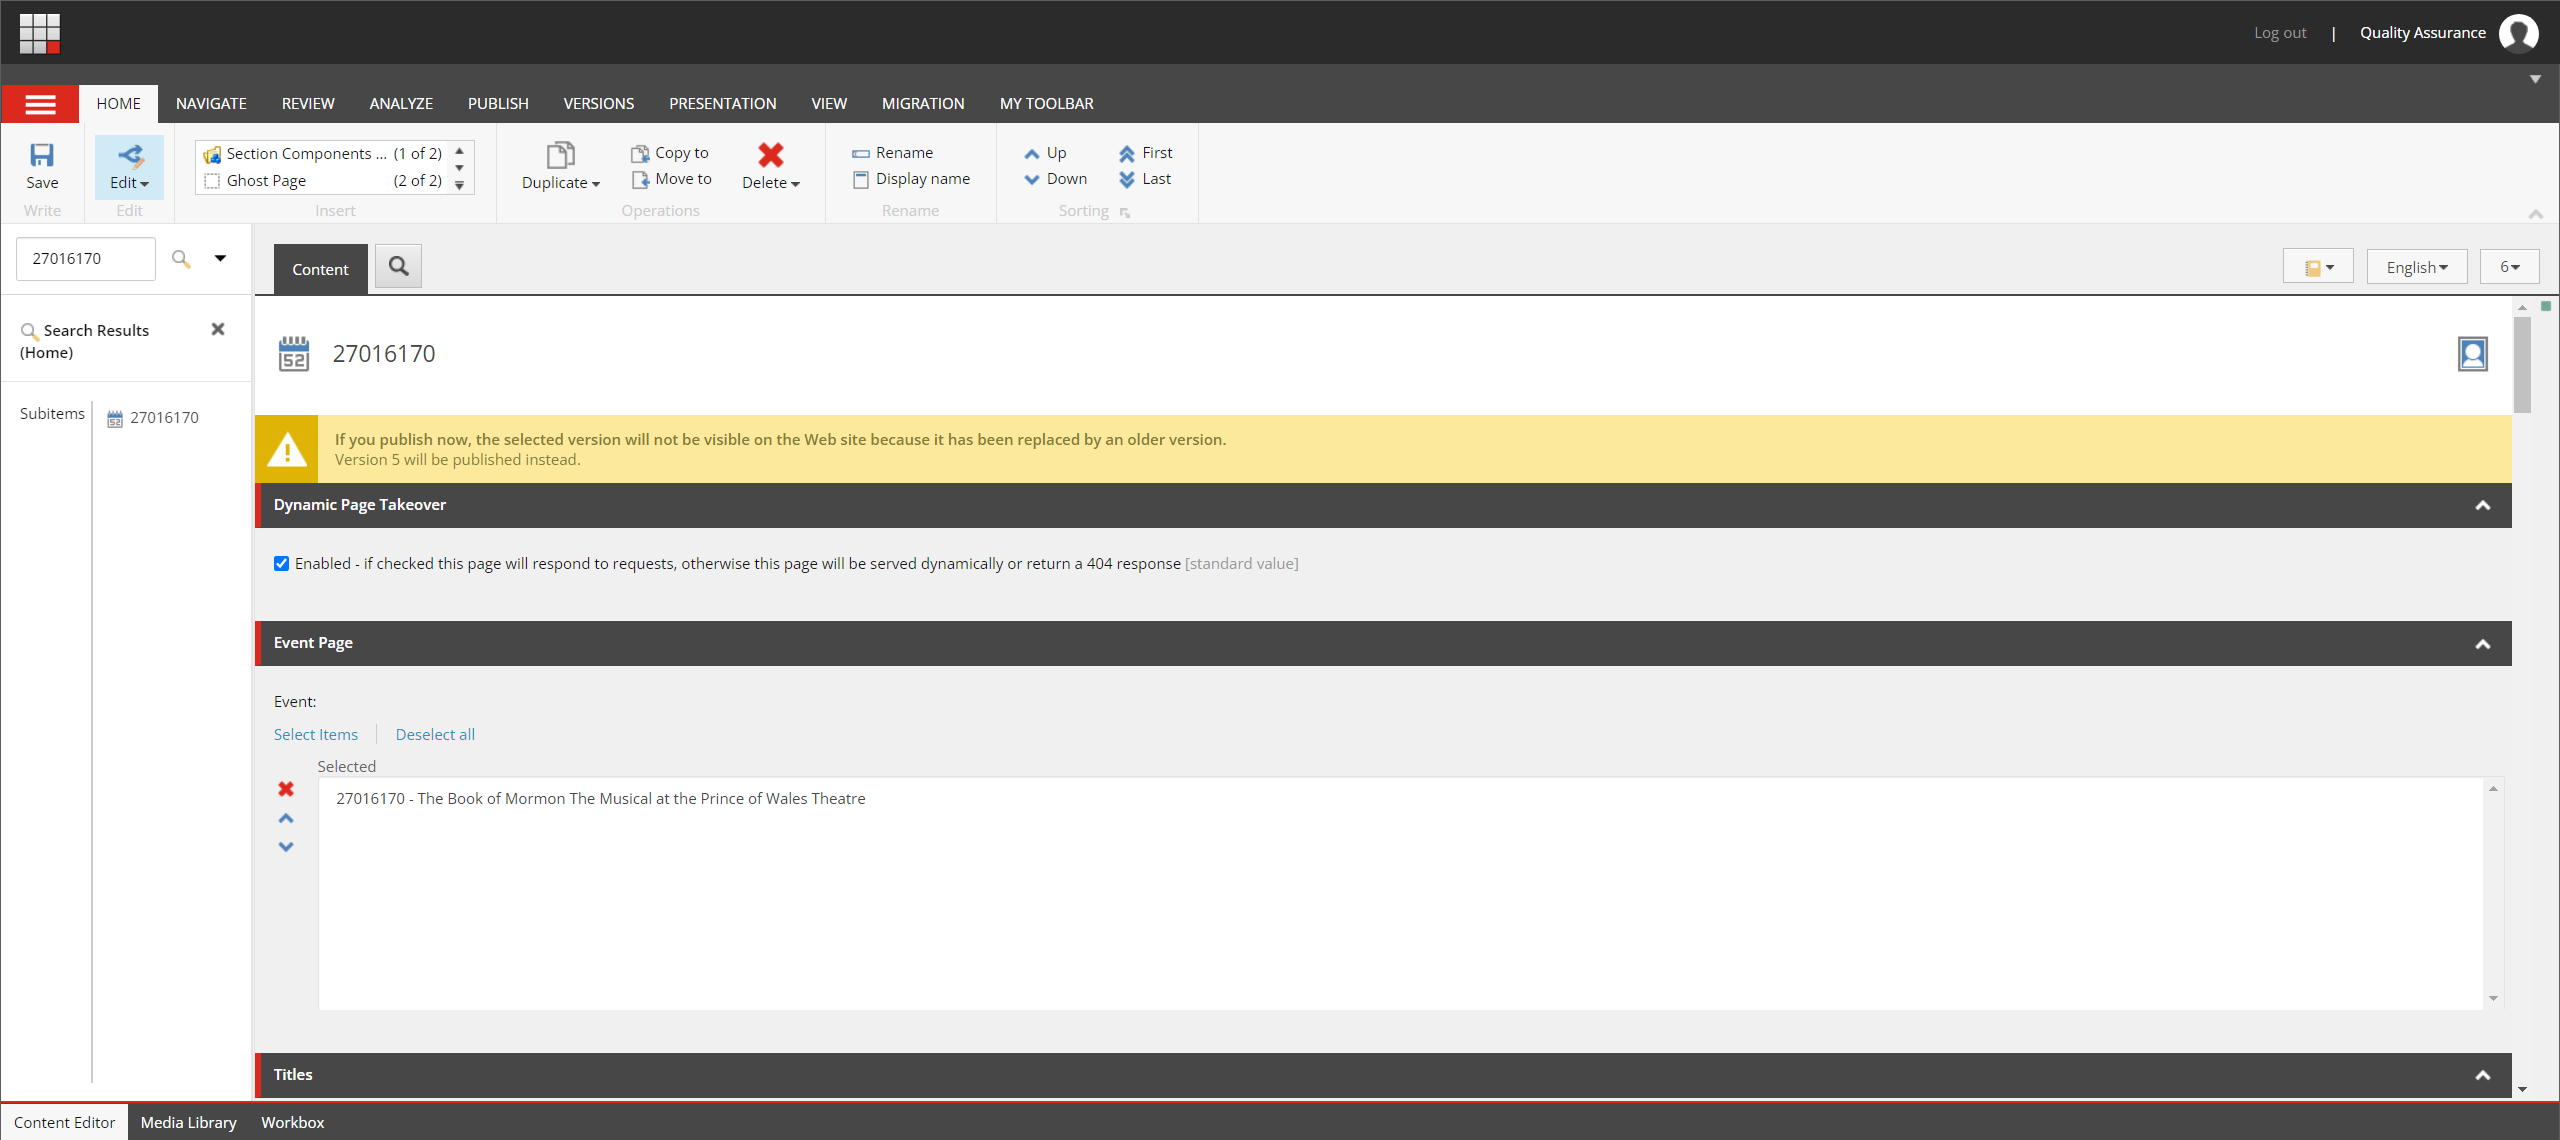 Log out | Quality Assurance
HOME NAVIGATE REVIEW ANALYZE PUBLISH VERSIONS PRESENTATION VIEW MIGRATION MY TOOLBAR
Save
Write
Edit
Edit
Section Components ... (1 of 2)
Ghost Page (2 of 2)
Insert
Duplicate
Copy to
Move to
Delete
Operations
Rename
Display name
Rename
Up
Down
First
Last
Sorting
27016170
Search Results
(Home)
Subitems
27016170
Content
English
6
52
27016170
If you publish now, the selected version will not be visible on the Web site because it has been replaced by an older version.
Version 5 will be published instead.
Dynamic Page Takeover
Enabled - if checked this page will respond to requests, otherwise this page will be served dynamically or return a 404 response [standard value]
Event Page
Event:
Select Items Deselect all
Selected
27016170 - The Book of Mormon The Musical at the Prince of Wales Theatre
Titles
Content Editor Media Library Workbox